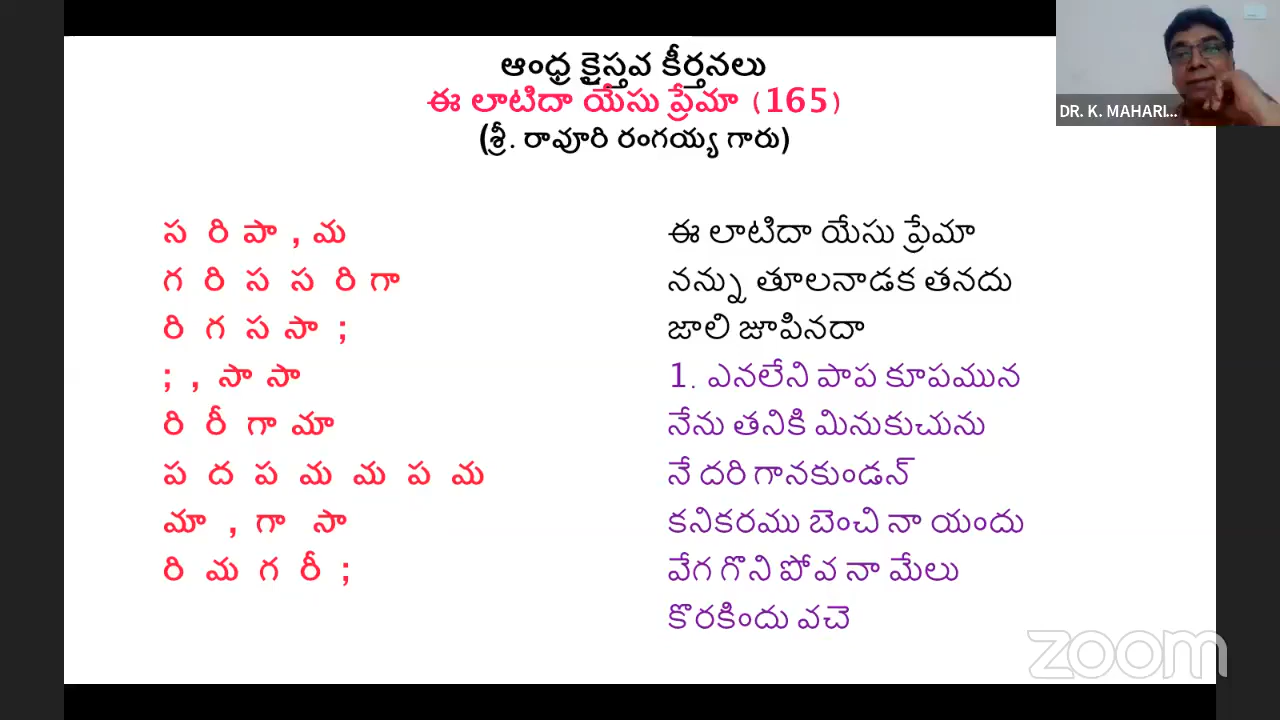 ఆంధ్ర క్రైస్తవ కీర్తనలు
ఈ లాటిదా యేసు ప్రేమా (165)
(శ్రీ. రావూరి రంగయ్య గారు)
DR. K. MAHARI...
స రి పా , మ
గ రి స స రి గా
రి గ స సా ;
; , సా సా
రి రీ గా మా
ప ద ప మ మ ప మ
మా , గా సా
రి మ గ రీ ;
ఈ లాటిదా యేసు ప్రేమా
నన్ను తూలనాడక తనదు
జాలి జూపినదా
1. ఎనలేని పాప కూపమున
నేను తనికి మినుకుచును
నే దరి గానకుండన్
కనికరము బెంచి నా యందు
వేగ గొని పోవ నా మేలు
కొరకిందు వచె
zoom